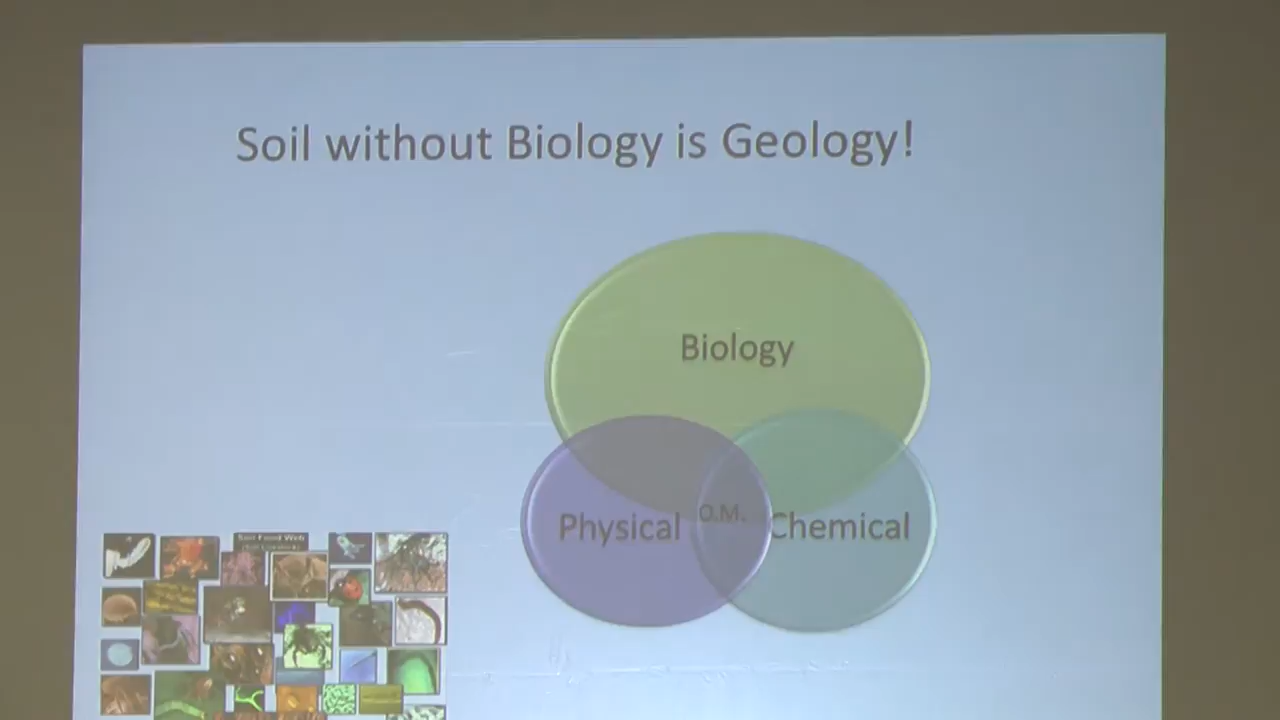 Soil without Biology is Geology!
Biology
Physical
O.M.
Chemical
Soil Food Web